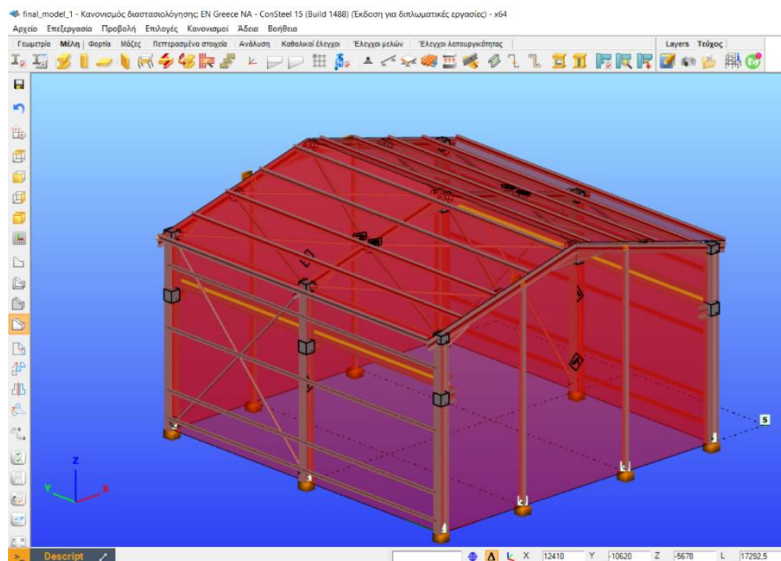 final_model_1 - Κανονισμός διαστασιολόγησης: EN Greece NA - ConSteel 15 (Build 1488) (Έκδοση για διπλωματικές εργασίες) - x64
Αρχείο Επεξεργασία Προβολή Επιλογές Κανονισμοί Άδεια Βοήθεια
Γεωμετρία Μέλη Φορτία Μάζες Πεπερασμένα στοιχεία Ανάλυση Καθολικοί έλεγχοι Έλεγχοι μελών Έλεγχοι λειτουργικότητας Layers Τεύχος
S
Z
Y X
Descript X 12410 Y -10620 Z -5678 L 17292,5